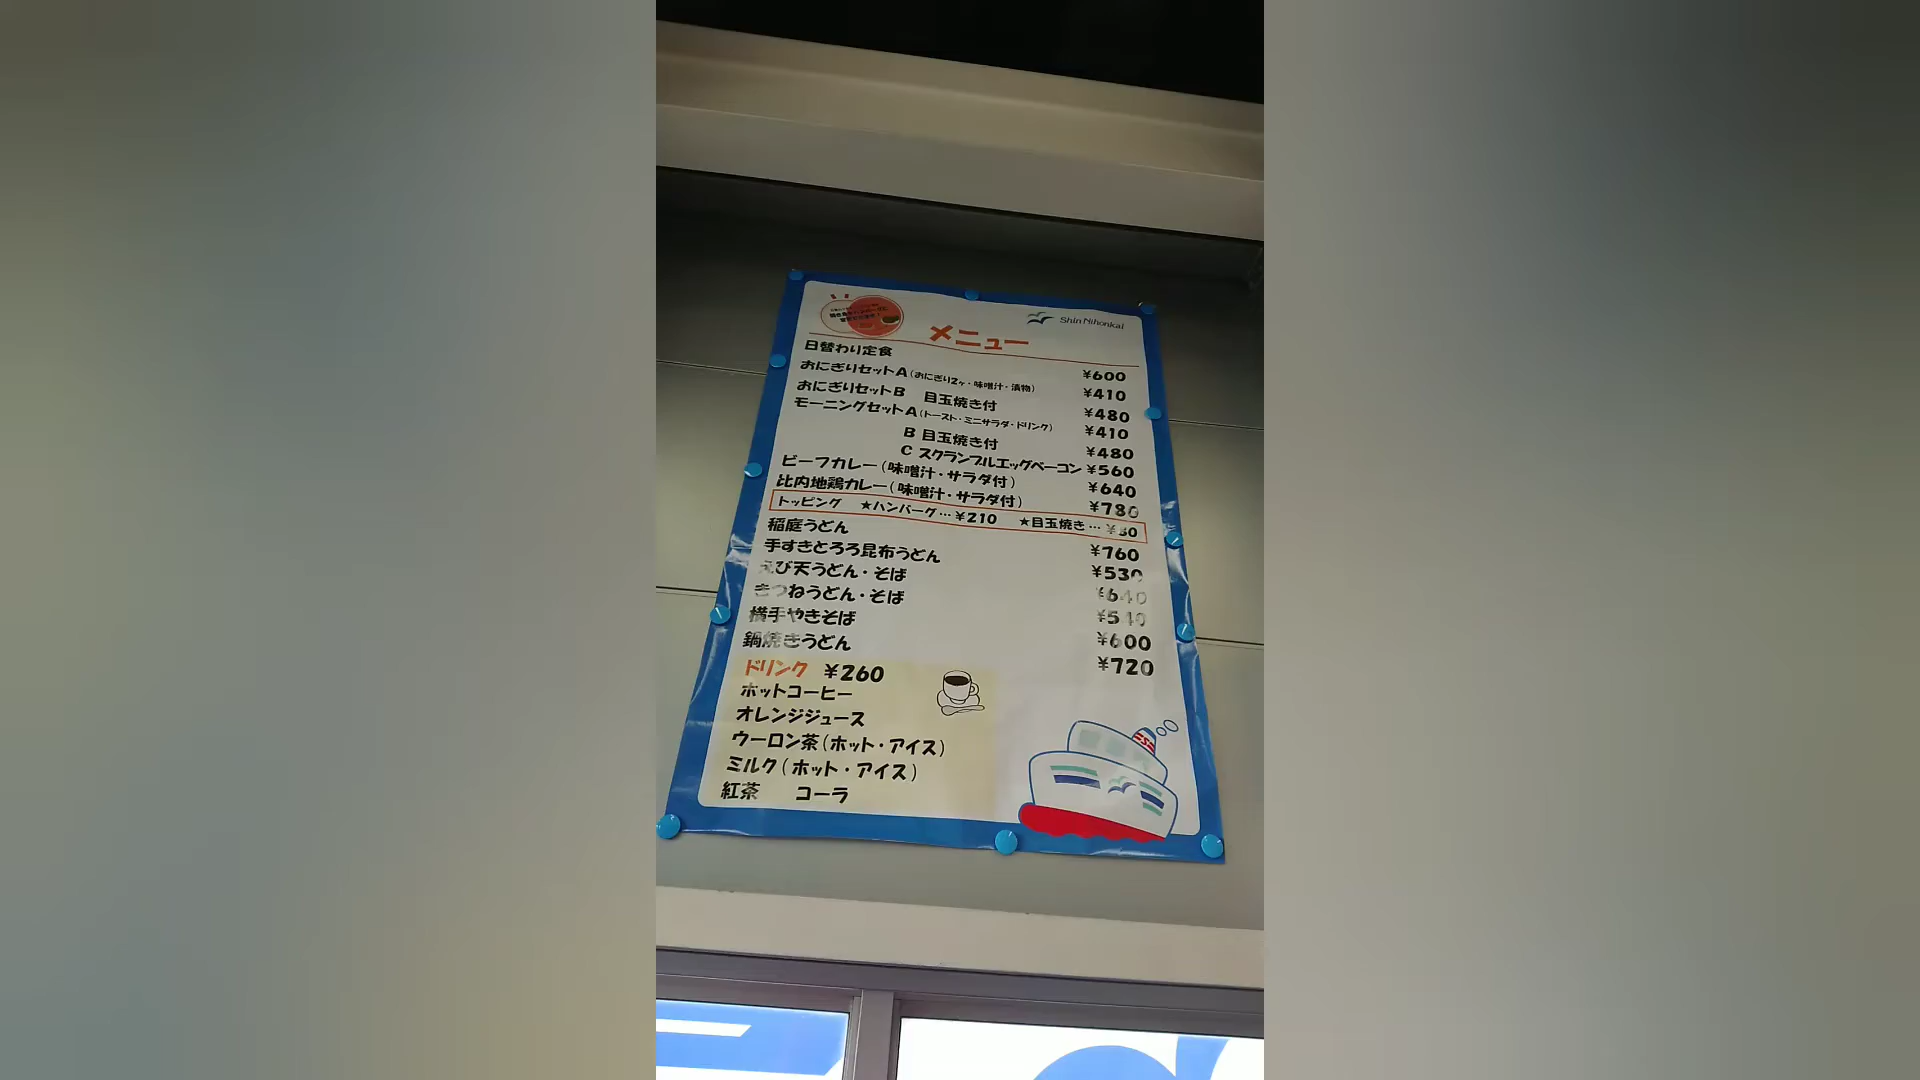 Shin Nihonkai
メニュー
日替わり定食 ¥600
おにぎりセットA(おにぎり2ヶ・味噌汁・漬物) ¥410
おにぎりセットB 目玉焼き付 ¥480
モーニングセットA(トースト・ミニサラダ・ドリンク) ¥410
B 目玉焼き付 ¥480
C スクランブルエッグベーコン ¥560
ビーフカレー(味噌汁・サラダ付) ¥640
比内地鶏カレー(味噌汁・サラダ付) ¥780
トッピング ★ハンバーグ…¥210 ★目玉焼き…
稲庭うどん ¥760
手すきとろろ昆布うどん ¥530
えび天うどん・そば ¥640
きつねうどん・そば ¥540
横手やきそば ¥600
鍋焼きうどん ¥720
ドリンク ¥260
ホットコーヒー
オレンジジュース
ウーロン茶(ホット・アイス)
ミルク(ホット・アイス)
紅茶 コーラ